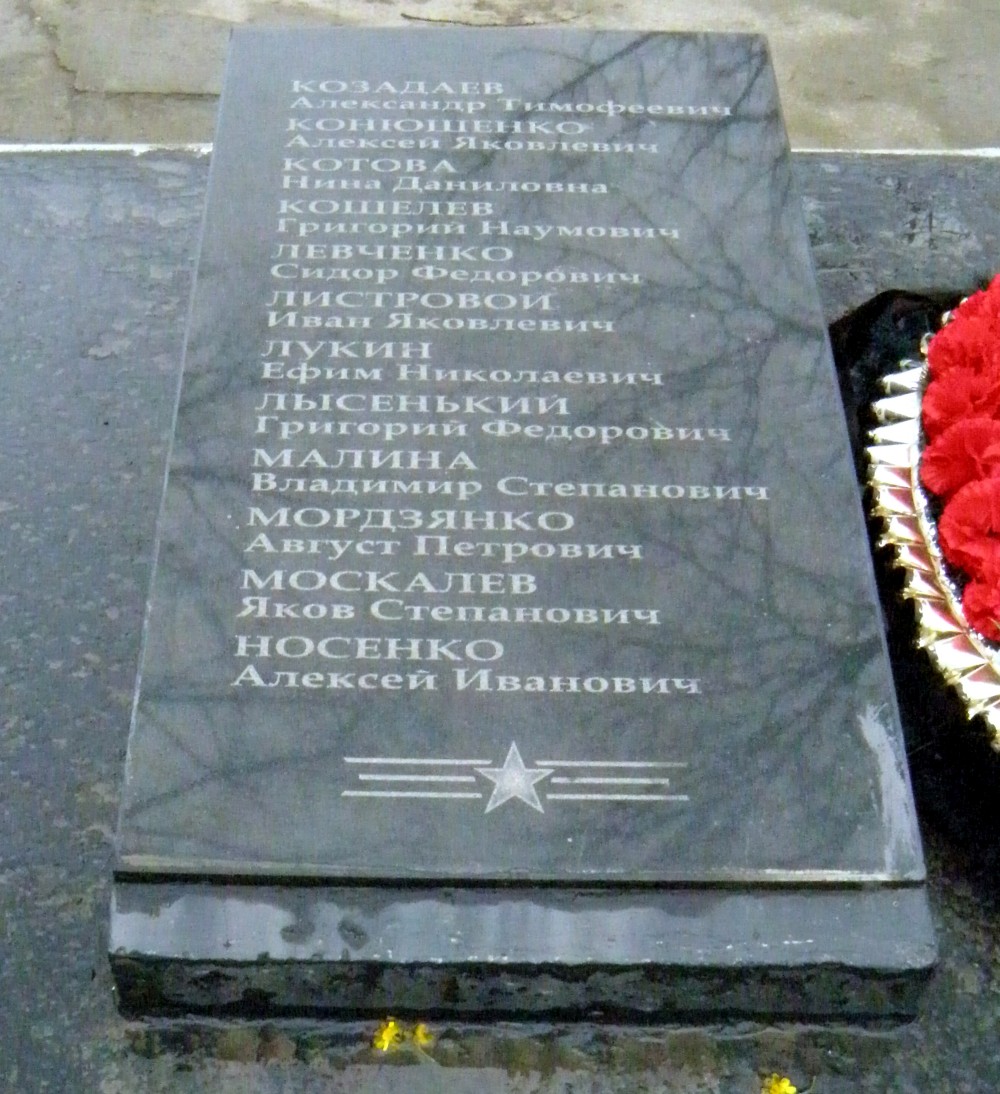 КОЗАДАЕВ
Александр Тимофеевич
КОНЮШЕНКО
Алексей Яковлевич
КОТОВА
Нина Даниловна
КОШЕЛЕВ
Григорий Наумович
ЛЕВЧЕНКО
Сидор Федорович
ЛИСТРОВОЙ
Иван Яковлевич
ЛУКИН
Ефим Николаевич
ЛЫСЕНЬКИЙ
Григорий Федорович
МАЛИНА
Владимир Степанович
МОРДЗЯНКО
Август Петрович
МОСКАЛЕВ
Яков Степанович
НОСЕНКО
Алексей Иванович